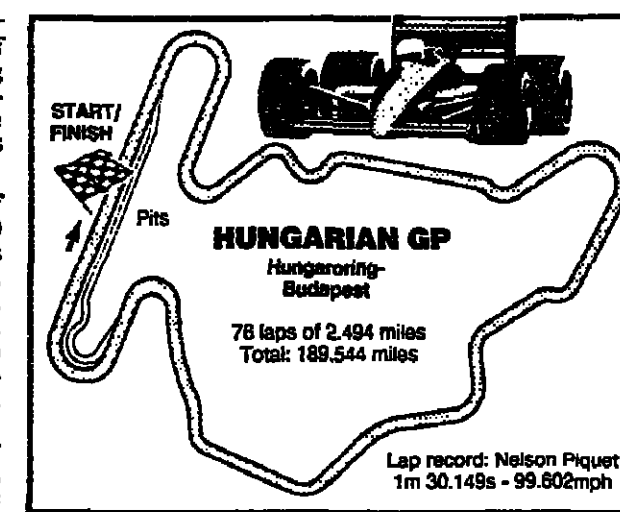 START/
FINISH
Pits
HUNGARIAN GP
Hungaroring-
Budapest
76 laps of 2.494 miles
Total: 189.544 miles
Lap record: Nelson Piquet
1m 30.149s - 99.602mph